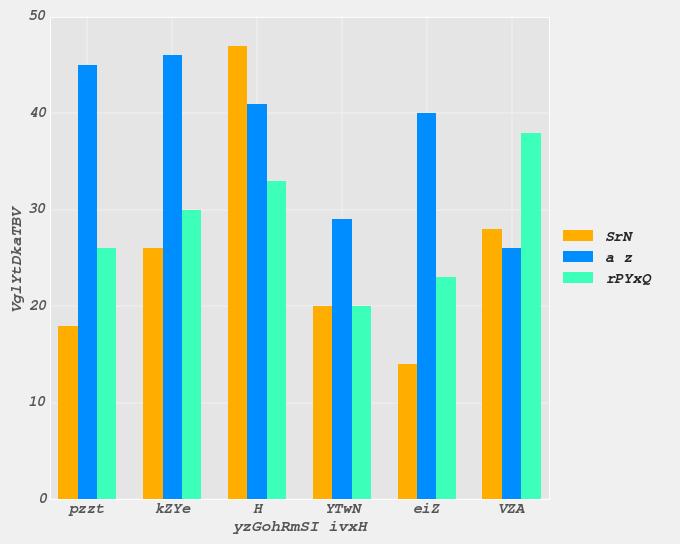 50
40
30
20
10
0
VglYtDkaTBV
pzzt kZYe H YTwN eiZ VZA
yzGohRmSI ivxH
SrN
a z
rPYxQ